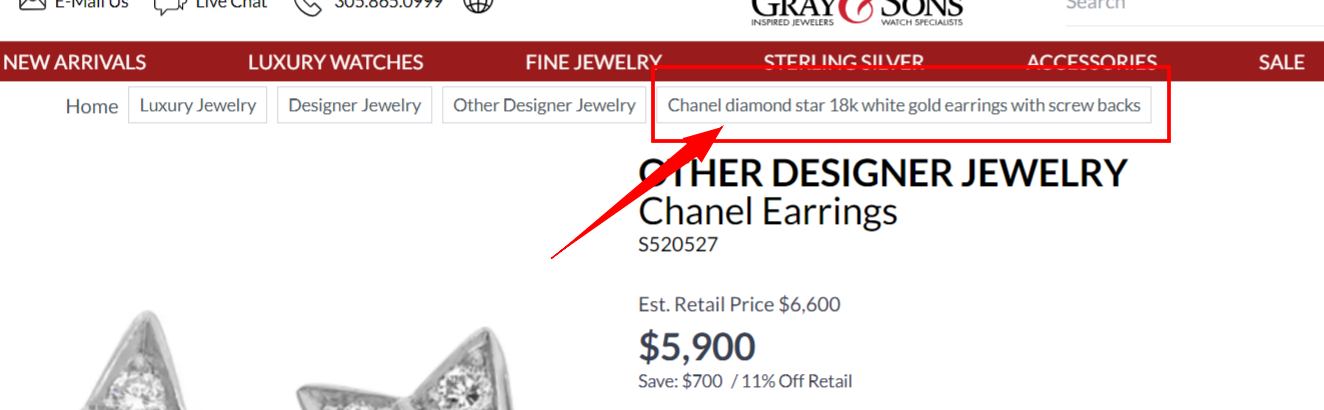 E-Mail Us
Live Chat
305.865.0999
GRAY & SONS
INSPIRED JEWELERS WATCH SPECIALISTS
Search
NEW ARRIVALS LUXURY WATCHES FINE JEWELRY STERLING SILVER ACCESSORIES SALE
Home Luxury Jewelry Designer Jewelry Other Designer Jewelry Chanel diamond star 18k white gold earrings with screw backs
OTHER DESIGNER JEWELRY
Chanel Earrings
S520527
Est. Retail Price $6,600
$5,900
Save: $700 / 11% Off Retail